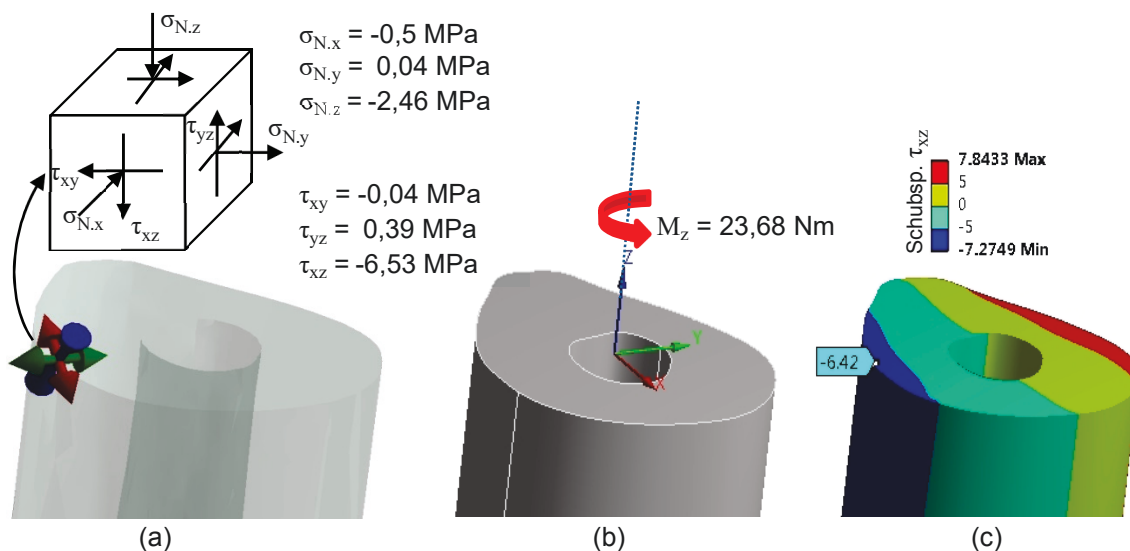 σN.z
σN.x = -0,5 MPa
σN.y = 0,04 MPa
σN.z = -2,46 MPa
τyz
σN.y
τxy
σN.x
τxz
τxy = -0,04 MPa
τyz = 0,39 MPa
τxz = -6,53 MPa
Mz = 23,68 Nm
Z
Y
X
Schubsp. τxz
7.8433 Max
5
0
-5
-7.2749 Min
-6.42
(a)
(b)
(c)